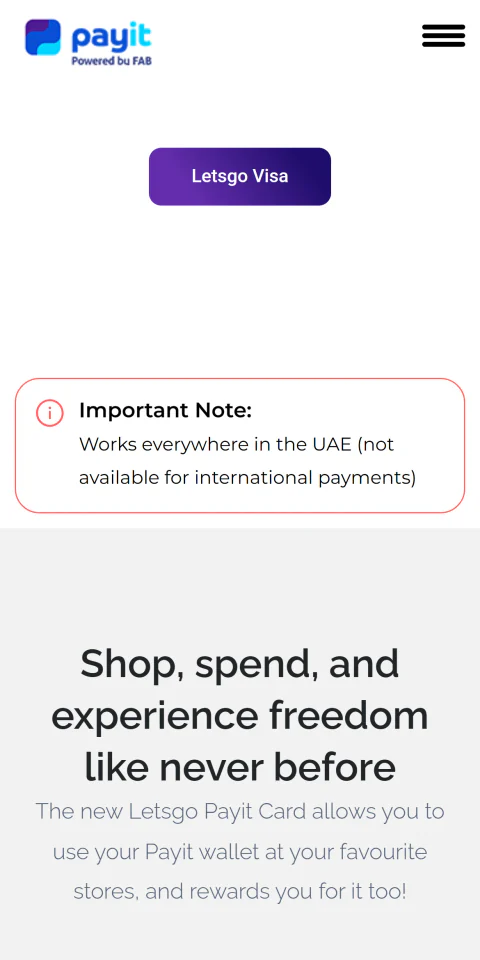 payit
Powered by FAB
Letsgo Visa
Important Note:
Works everywhere in the UAE (not
available for international payments)
Shop, spend, and
experience freedom
like never before
The new Letsgo Payit Card allows you to
use your Payit wallet at your favourite
stores, and rewards you for it too!